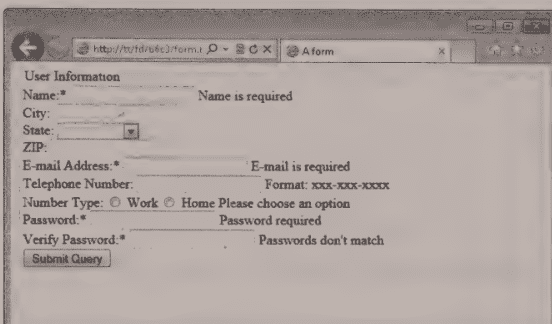 A form
User Information
Name:* Name is required
City:
State:
ZIP:
E-mail Address:* E-mail is required
Telephone Number: Format: xxx-xxx-xxxx
Number Type: Work Home Please choose an option
Password:* Password required
Verify Password:* Passwords don't match
Submit Query